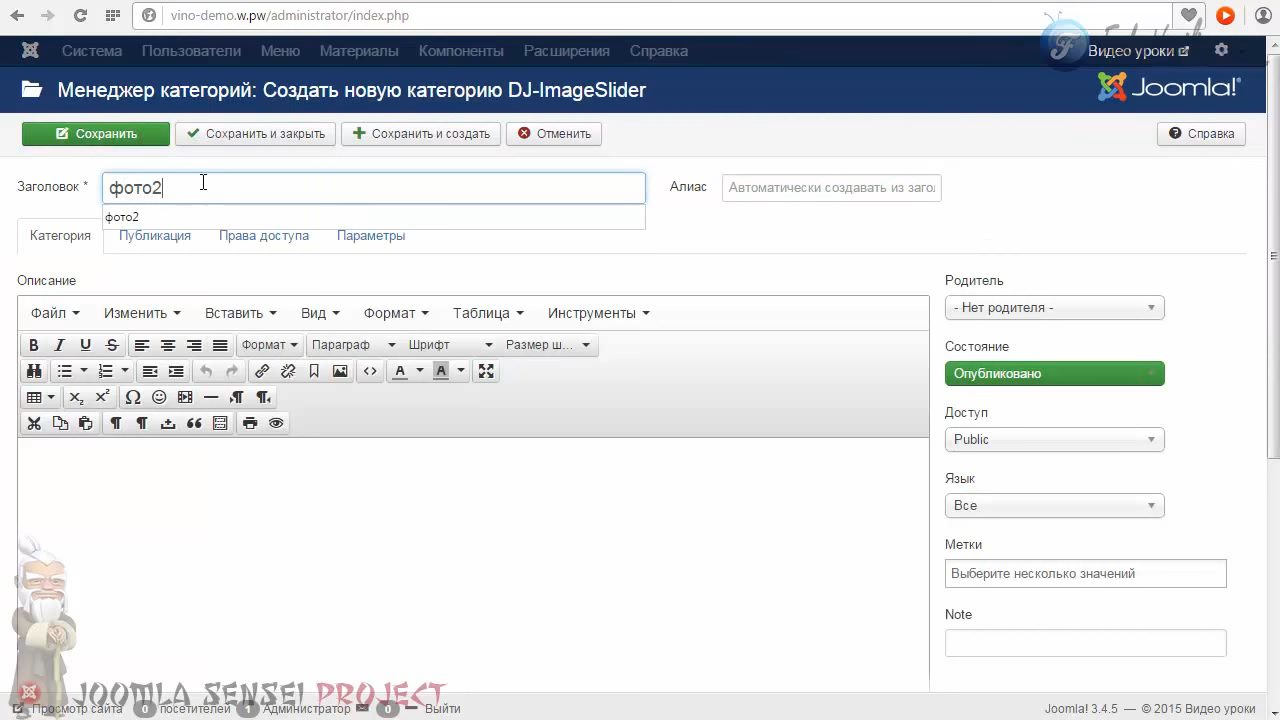 vino-demo.w.pw/administrator/index.php
Система Пользователи Меню Материалы Компоненты Расширения Справка Видео уроки
Менеджер категорий: Создать новую категорию DJ-ImageSlider
Joomla!
Сохранить Сохранить и закрыть Сохранить и создать Отменить Справка
Заголовок * фото2 Алиас Автоматически создавать из заго.
фото2
Категория Публикация Права доступа Параметры
Описание
Файл Изменить Вставить Вид Формат Таблица Инструменты
Формат Параграф Шрифт Размер ш...
Родитель
- Нет родителя -
Состояние
Опубликовано
Доступ
Public
Язык
Все
Метки
Выберите несколько значений
Note
JOOMLA SENSEI PROJECT
Просмотр сайта 0 посетителей 1 Администратор 0 Выйти
Joomla! 3.4.5 — © 2015 Видео уроки